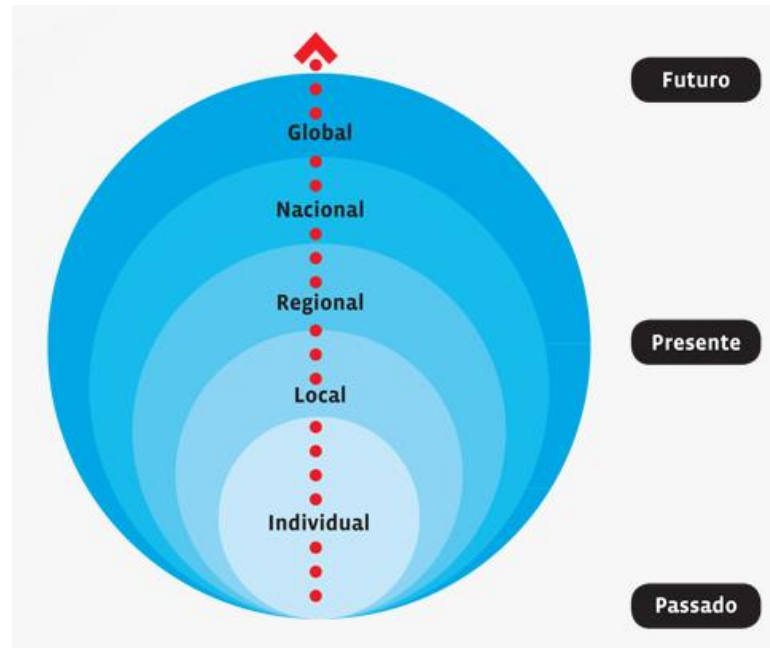 Futuro
Global
Nacional
Regional
Presente
Local
Individual
Passado